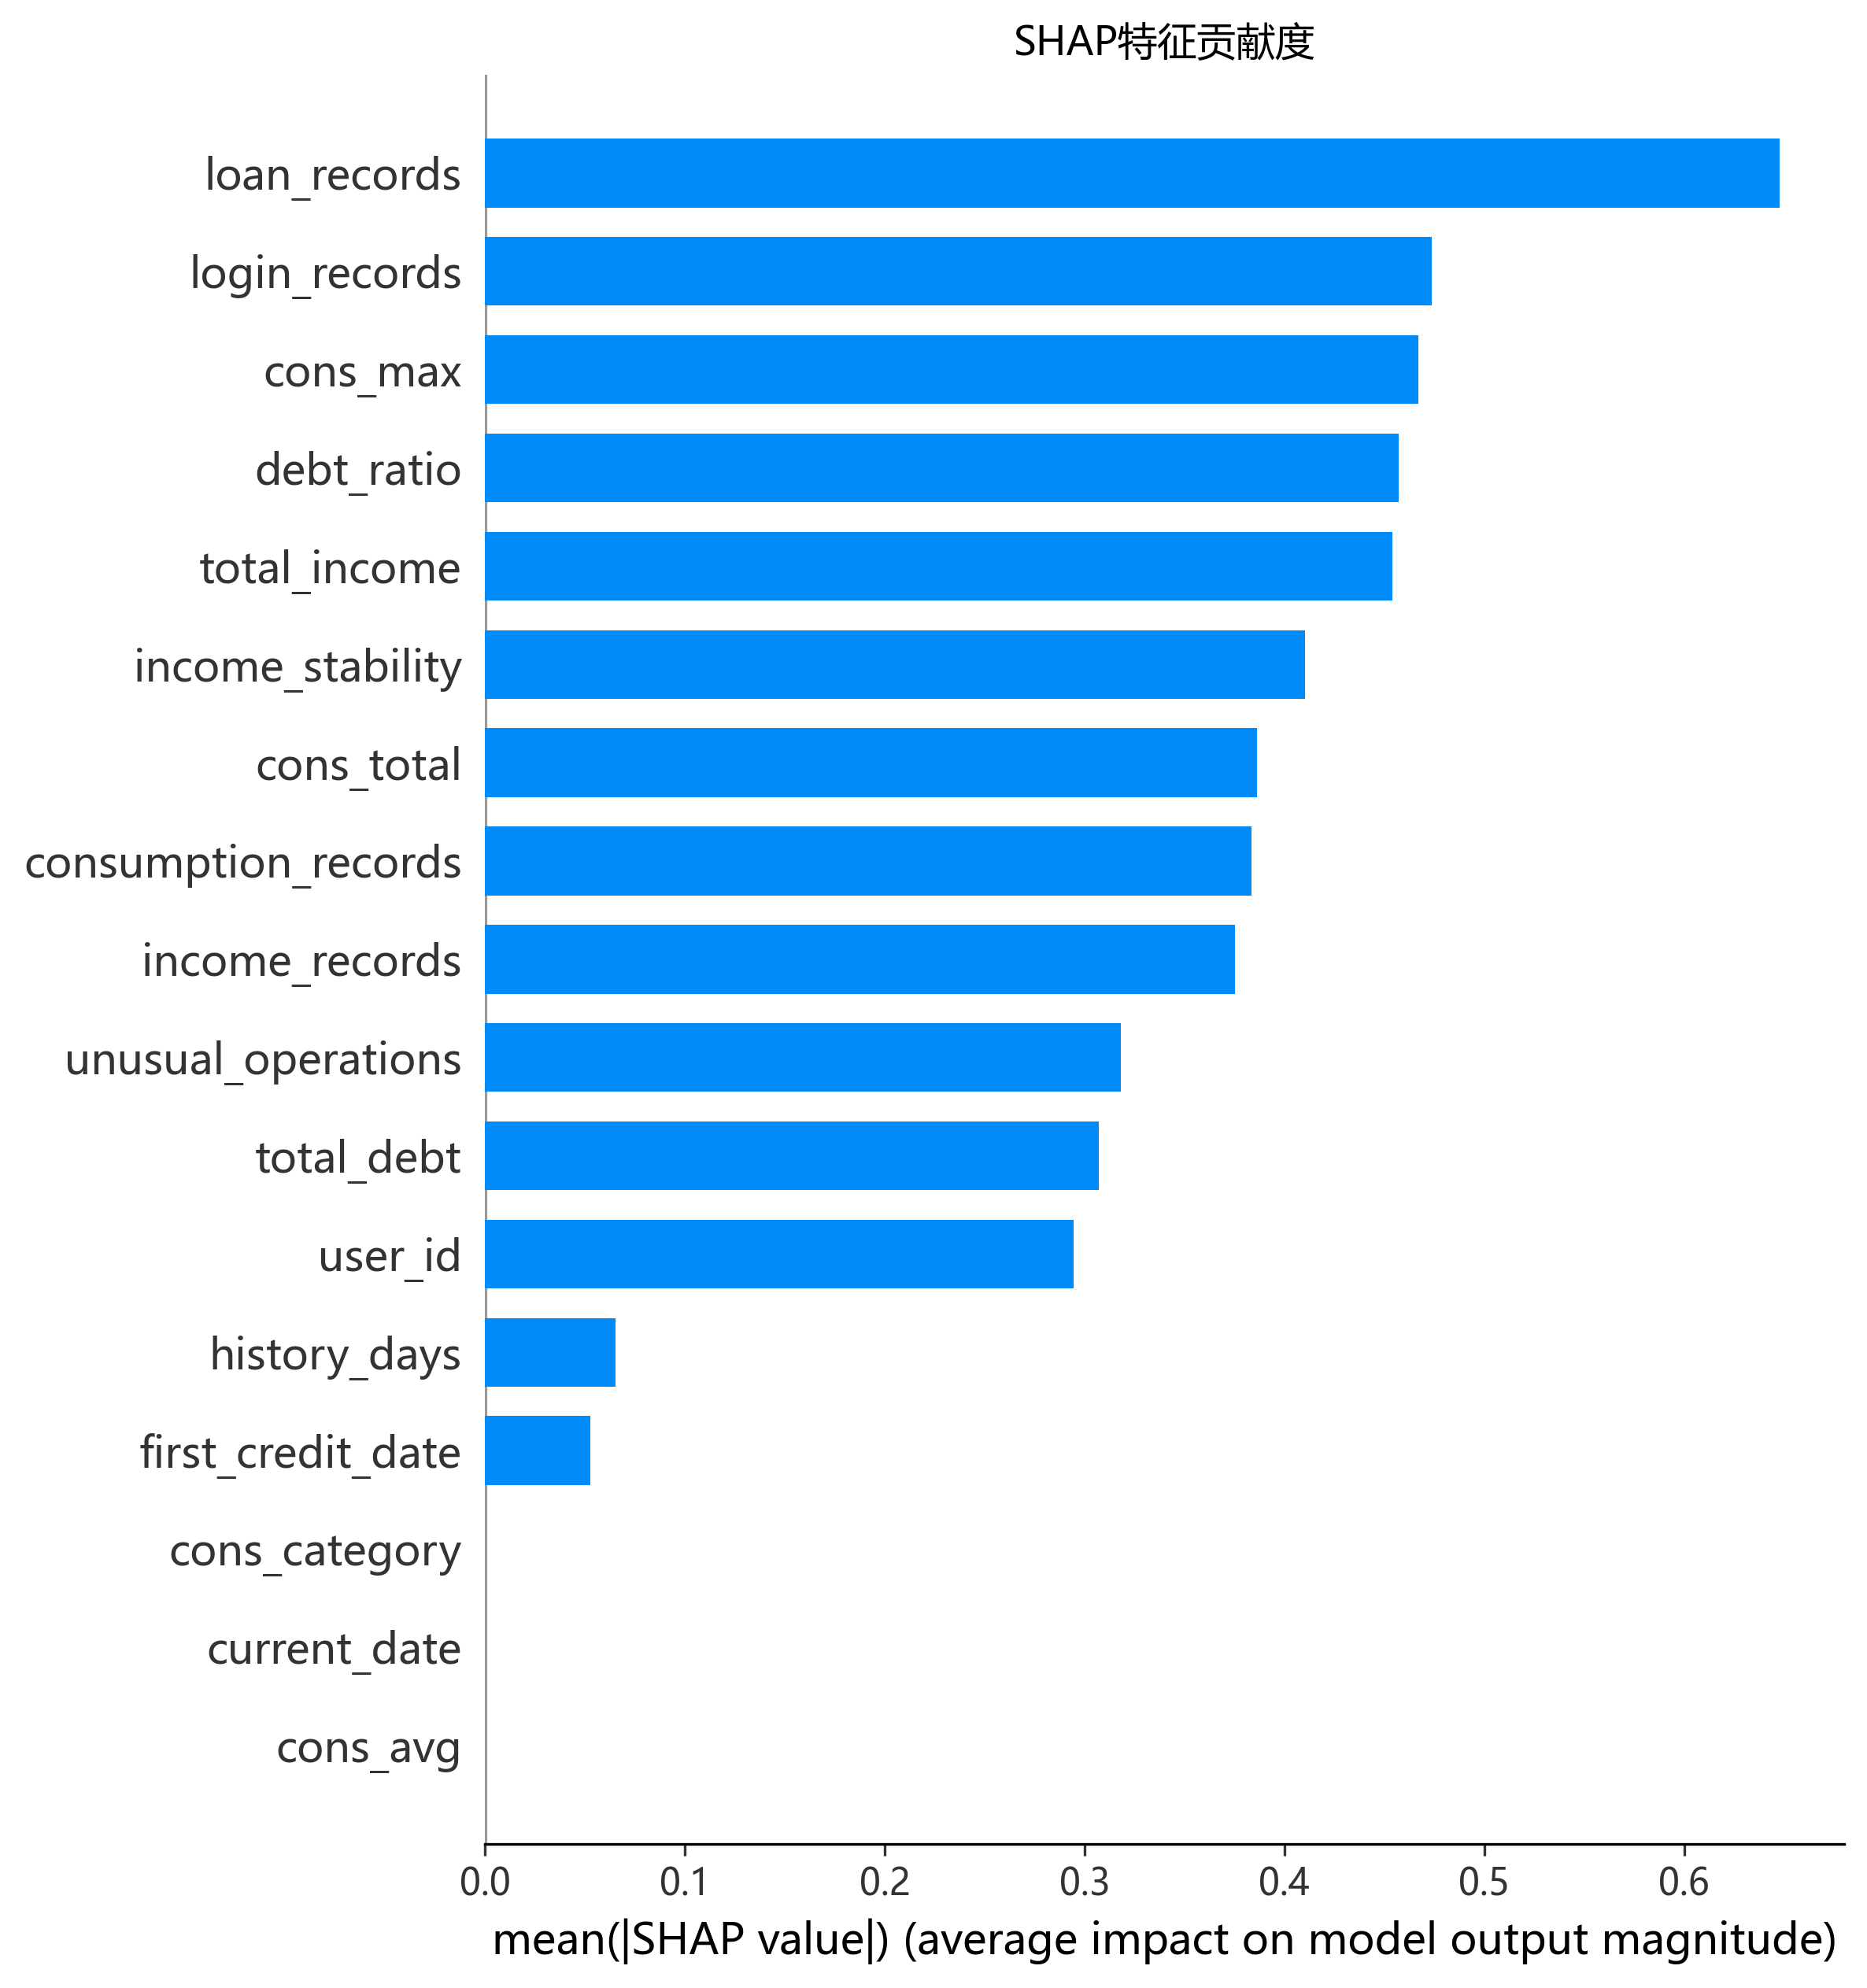 SHAP特征贡献度
loan_records
login_records
cons_max
debt_ratio
total_income
income_stability
cons_total
consumption_records
income_records
unusual_operations
total_debt
user_id
history_days
first_credit_date
cons_category
current_date
cons_avg
0.0 0.1 0.2 0.3 0.4 0.5 0.6
mean(|SHAP value|) (average impact on model output magnitude)